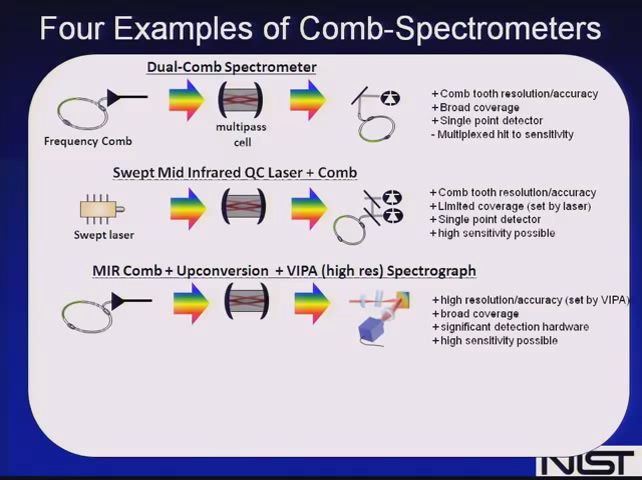 Four Examples of Comb-Spectrometers
Dual-Comb Spectrometer
Frequency Comb
multipass
cell
+ Comb tooth resolution/accuracy
+ Broad coverage
+ Single point detector
- Multiplexed hit to sensitivity
Swept Mid Infrared QC Laser + Comb
Swept laser
+ Comb tooth resolution/accuracy
+ Limited coverage (set by laser)
+ Single point detector
+ high sensitivity possible
MIR Comb + Upconversion + VIPA (high res) Spectrograph
+ high resolution/accuracy (set by VIPA)
+ broad coverage
+ significant detection hardware
+ high sensitivity possible
NIST